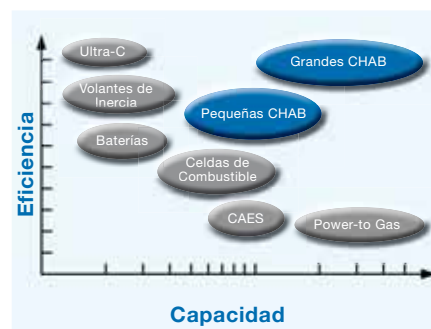 Ultra-C
Grandes CHAB
Volantes de
Inercia
Pequeñas CHAB
Baterías
Celdas de
Combustible
CAES
Power-to Gas
Eficiencia
Capacidad